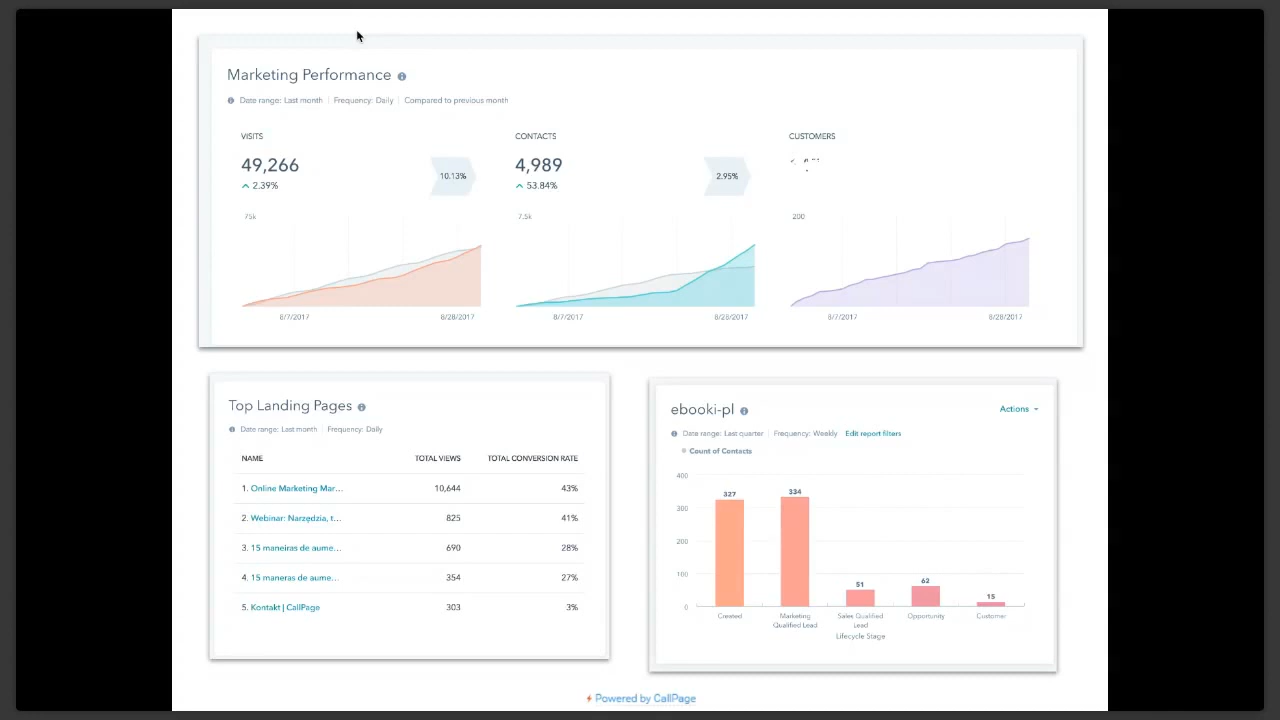 Marketing Performance
Date range: Last month | Frequency: Daily | Compared to previous month
VISITS
49,266
2.39%
10.13%
75k
8/7/2017 8/28/2017
CONTACTS
4,989
53.84%
2.95%
7.5k
8/7/2017 8/28/2017
CUSTOMERS
200
8/7/2017 8/28/2017
Top Landing Pages
Date range: Last month | Frequency: Daily
NAME TOTAL VIEWS TOTAL CONVERSION RATE
1. Online Marketing Mar... 10,644 43%
2. Webinar: Narzędzia, t... 825 41%
3. 15 maneiras de aume... 690 28%
4. 15 maneras de aume... 354 27%
5. Kontakt | CallPage 303 3%
ebooki-pl
Actions
Date range: Last quarter | Frequency: Weekly Edit report filters
Count of Contacts
400
300
200
100
0
327
334
51
62
15
Created
Marketing
Qualified Lead
Sales Qualified
Lead
Opportunity
Customer
Lifecycle Stage
Powered by CallPage